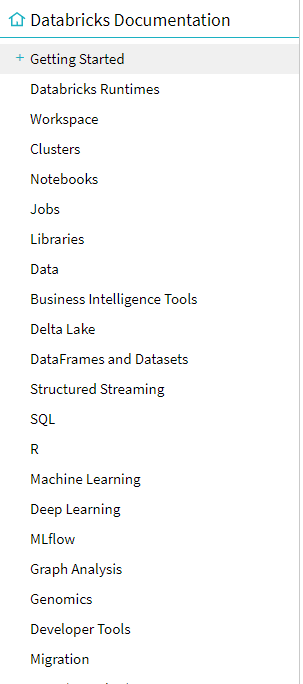 Databricks Documentation
+ Getting Started
Databricks Runtimes
Workspace
Clusters
Notebooks
Jobs
Libraries
Data
Business Intelligence Tools
Delta Lake
DataFrames and Datasets
Structured Streaming
SQL
R
Machine Learning
Deep Learning
MLflow
Graph Analysis
Genomics
Developer Tools
Migration